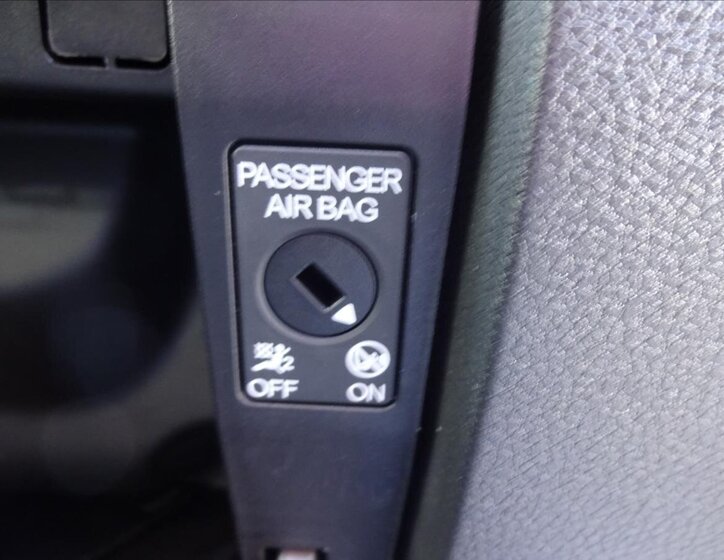 PASSENGER
AIR BAG
OFF ON